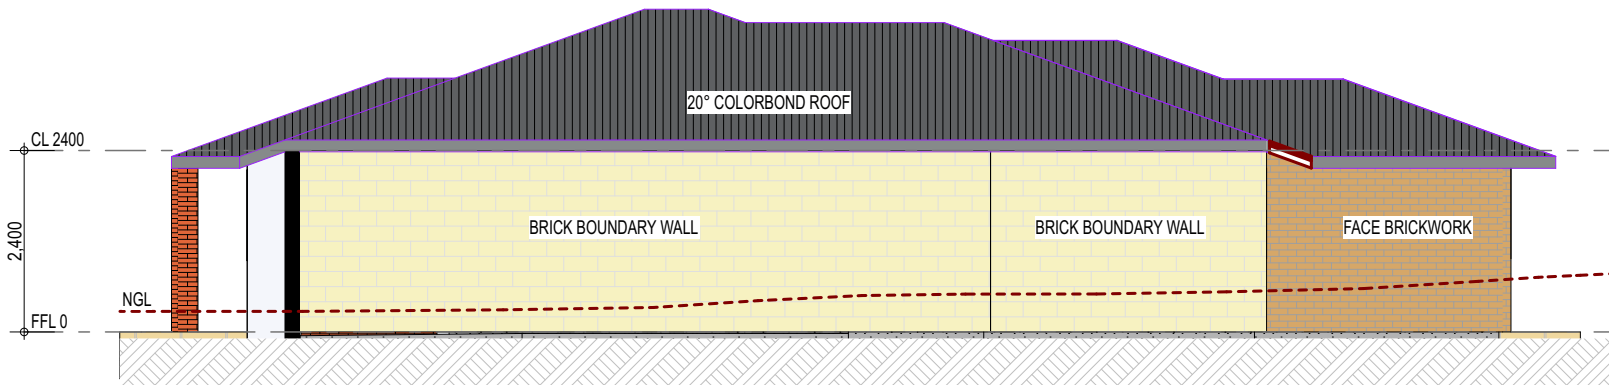 20° COLORBOND ROOF
CL 2400
2,400
BRICK BOUNDARY WALL
BRICK BOUNDARY WALL
FACE BRICKWORK
NGL
FFL 0